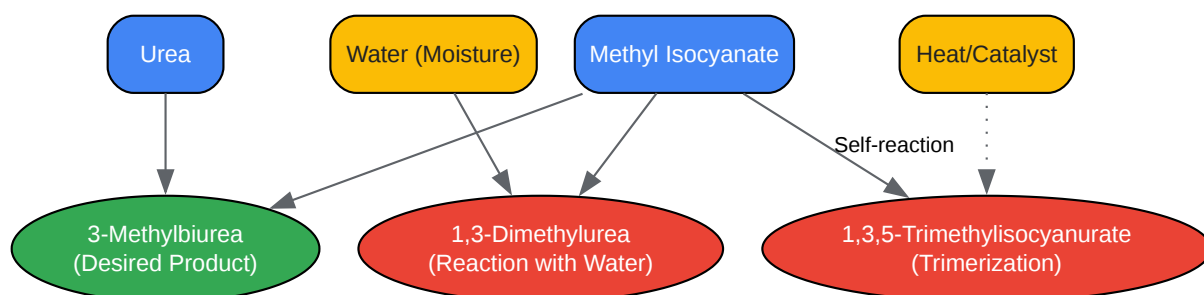 Urea
Water (Moisture)
Methyl Isocyanate
Heat/Catalyst
Self-reaction
3-Methylbiurea
(Desired Product)
1,3-Dimethylurea
(Reaction with Water)
1,3,5-Trimethylisocyanurate
(Trimerization)